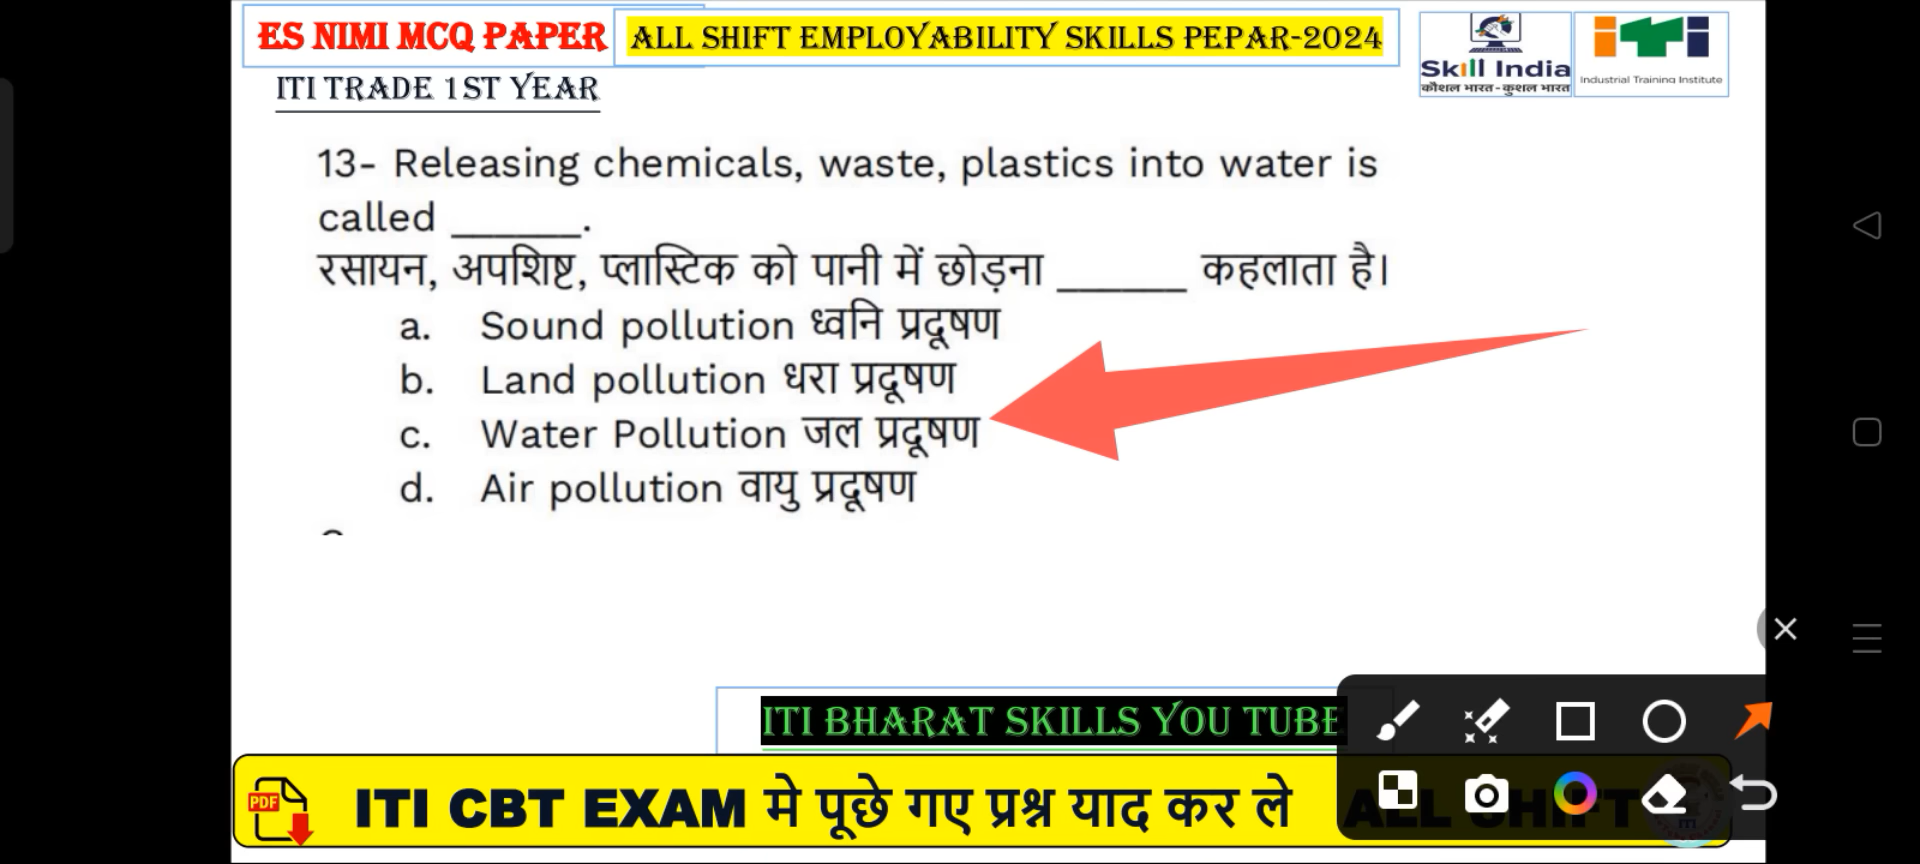 ES NIMI MCQ PAPER
ALL SHIFT EMPLOYABILITY SKILLS PEPAR-2024
Skill India
कौशल भारत - कुशल भारत
iTi
Industrial Training Institute
ITI TRADE 1ST YEAR
13- Releasing chemicals, waste, plastics into water is
called ______.
रसायन, अपशिष्ट, प्लास्टिक को पानी में छोड़ना ______ कहलाता है।
a. Sound pollution ध्वनि प्रदूषण
b. Land pollution धरा प्रदूषण
c. Water Pollution जल प्रदूषण
d. Air pollution वायु प्रदूषण
ITI BHARAT SKILLS YOU TUBE
PDF
ITI CBT EXAM मे पूछे गए प्रश्न याद कर ले ALL SHIFT